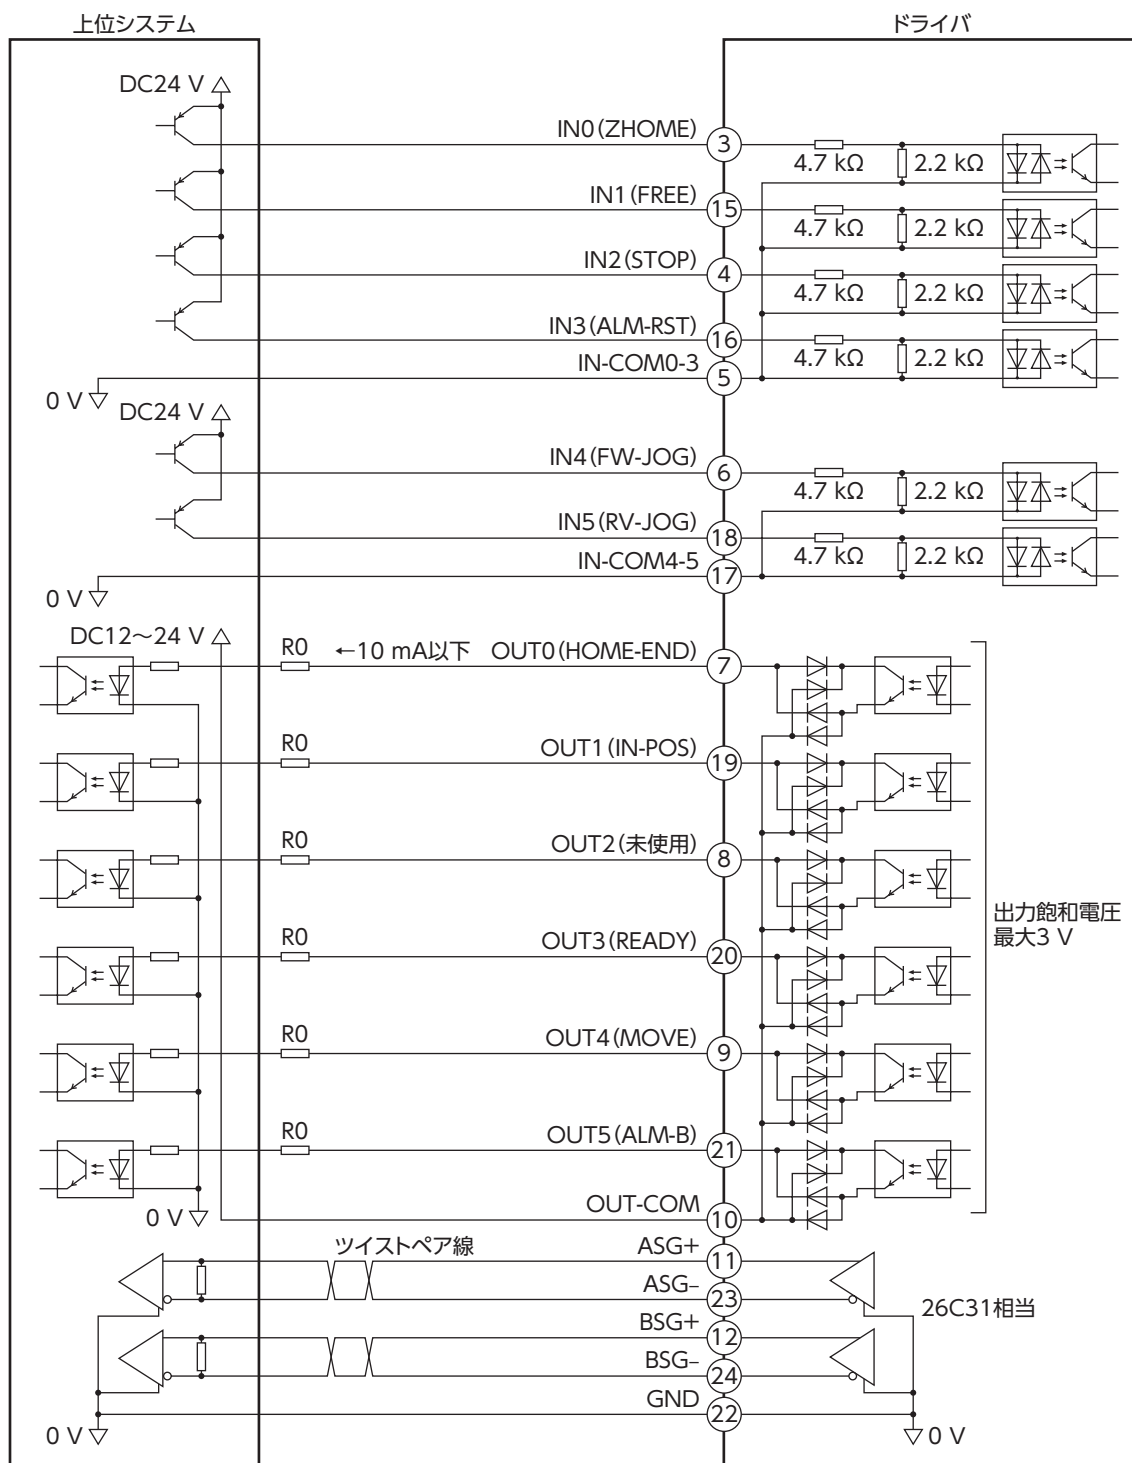 上位システム
ドライバ
DC24 V
IN0(ZHOME)
3
4.7 kΩ
2.2 kΩ
IN1(FREE)
15
4.7 kΩ
2.2 kΩ
IN2(STOP)
4
4.7 kΩ
2.2 kΩ
IN3(ALM-RST)
16
4.7 kΩ
2.2 kΩ
IN-COM0-3
5
0 V
DC24 V
IN4(FW-JOG)
6
4.7 kΩ
2.2 kΩ
IN5(RV-JOG)
18
4.7 kΩ
2.2 kΩ
IN-COM4-5
17
0 V
DC12～24 V
R0
←10 mA以下
OUT0(HOME-END)
7
R0
OUT1(IN-POS)
19
R0
OUT2(未使用)
8
出力飽和電圧
最大3 V
R0
OUT3(READY)
20
R0
OUT4(MOVE)
9
R0
OUT5(ALM-B)
21
0 V
OUT-COM
10
ツイストペア線
ASG+
11
ASG−
23
26C31相当
BSG+
12
BSG−
24
GND
22
0 V
0 V